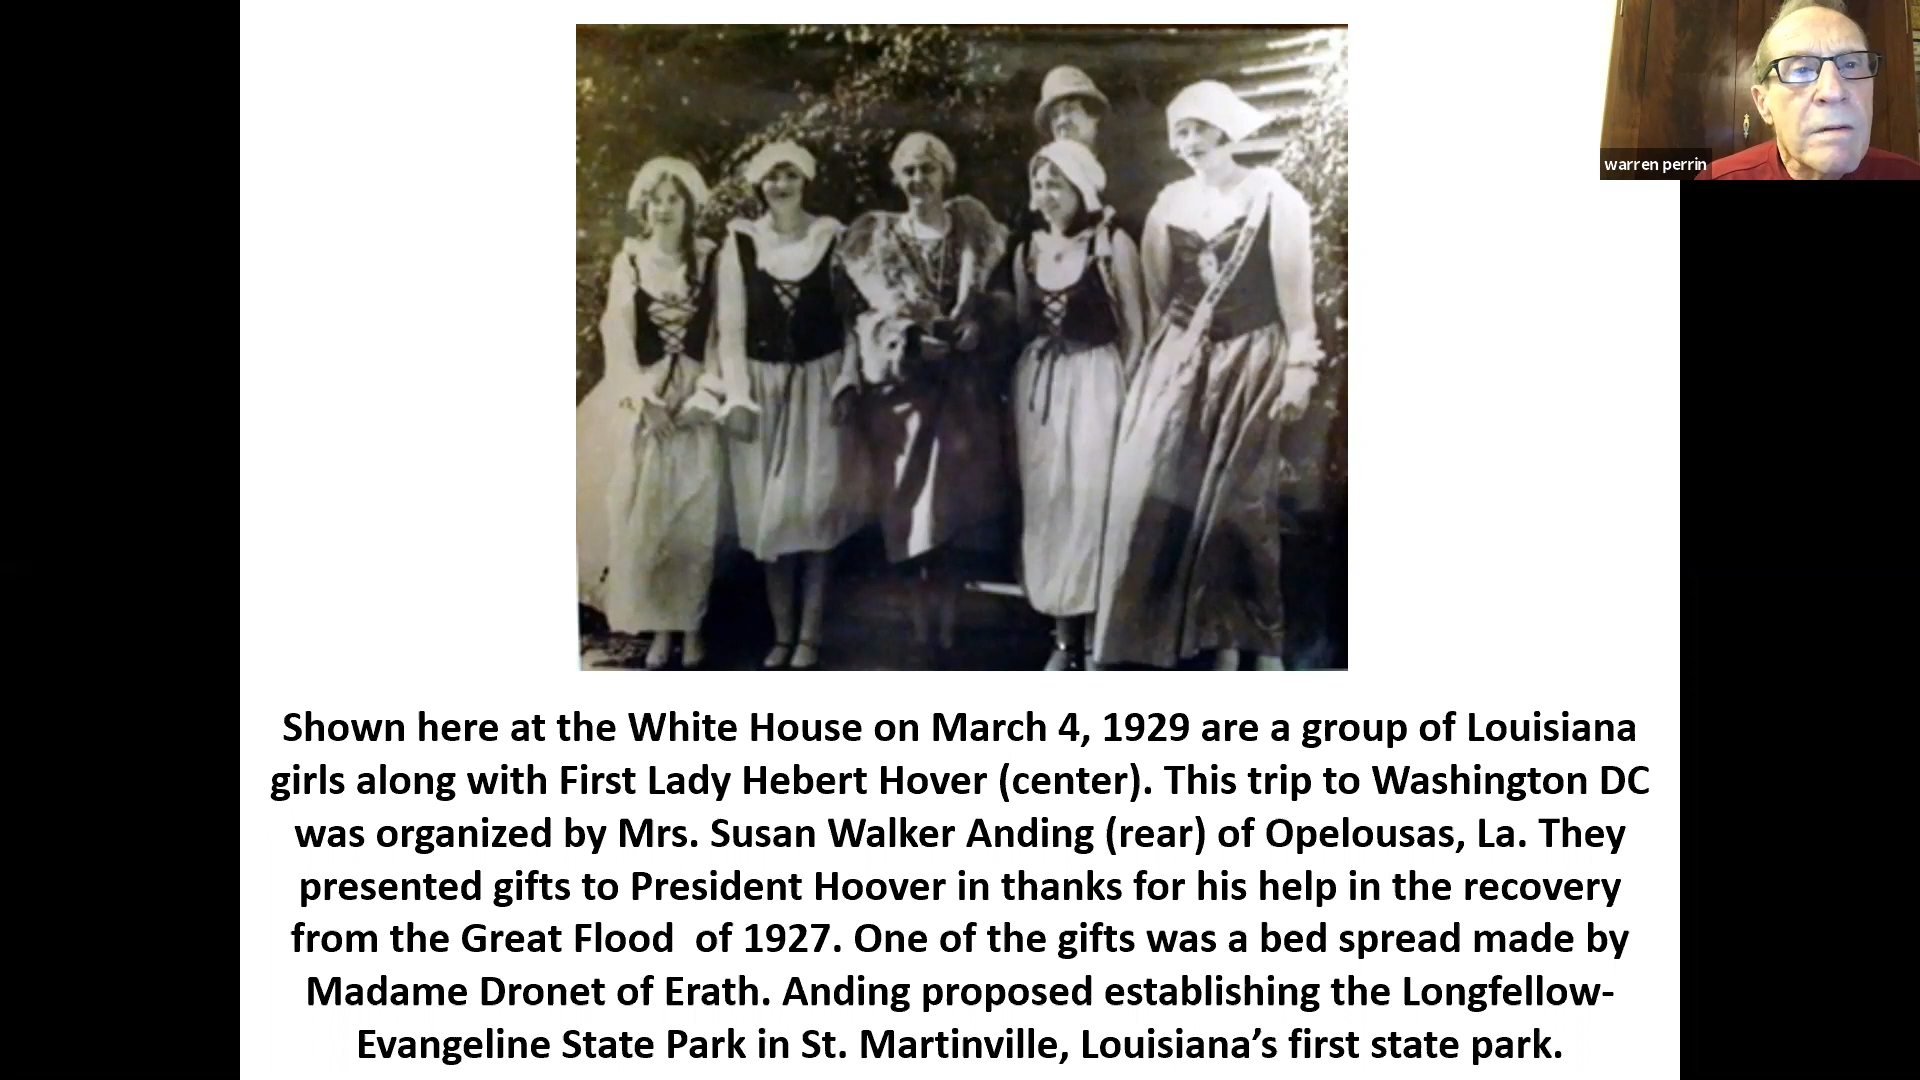 warren perrin
Shown here at the White House on March 4, 1929 are a group of Louisiana
girls along with First Lady Hebert Hover (center). This trip to Washington DC
was organized by Mrs. Susan Walker Anding (rear) of Opelousas, La. They
presented gifts to President Hoover in thanks for his help in the recovery
from the Great Flood  of 1927. One of the gifts was a bed spread made by
Madame Dronet of Erath. Anding proposed establishing the Longfellow-
Evangeline State Park in St. Martinville, Louisiana’s first state park.